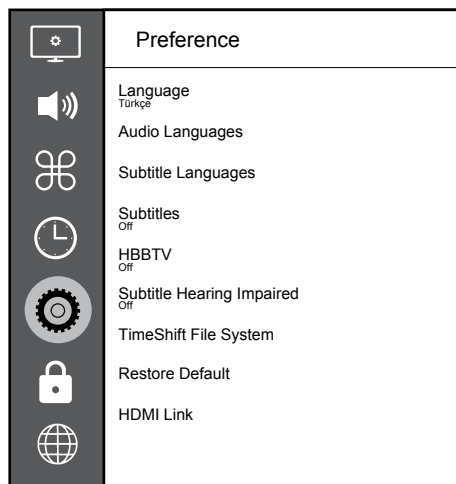 Preference
Language
Türkçe
Audio Languages
Subtitle Languages
Subtitles
Off
HBBTV
Off
Subtitle Hearing Impaired
Off
TimeShift File System
Restore Default
HDMI Link